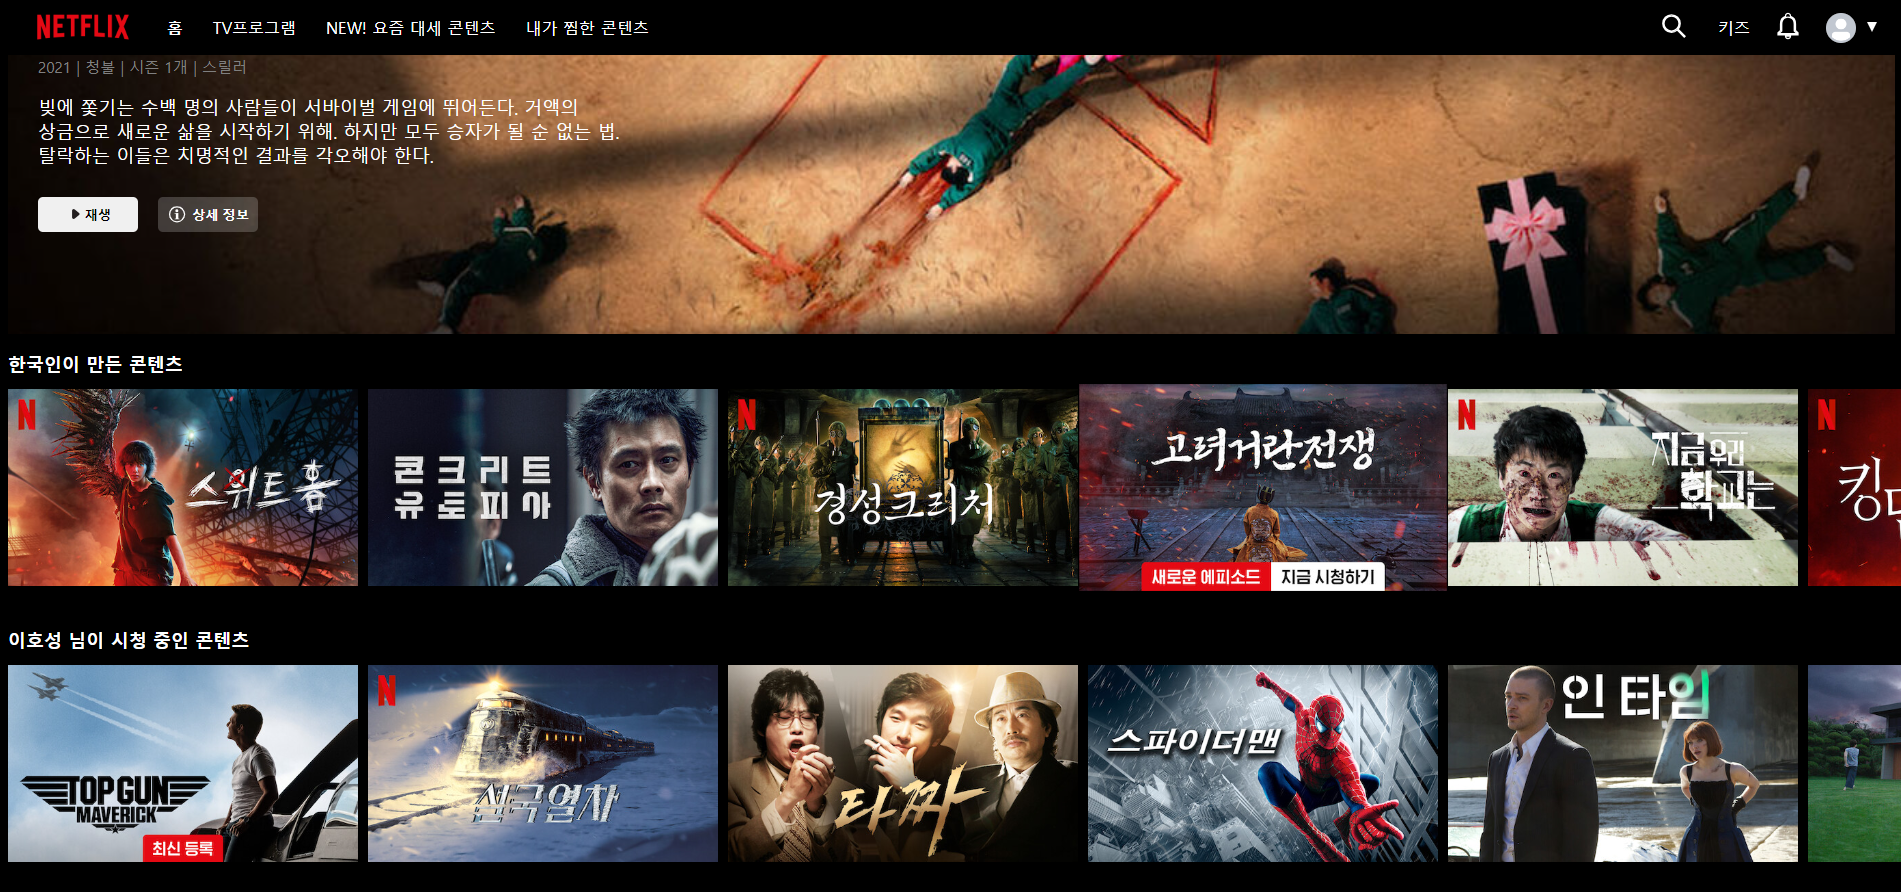 NETFLIX 홈 TV프로그램 NEW! 요즘 대세 콘텐츠 내가 찜한 콘텐츠 키즈 ▼
2021 | 청불 | 시즌 1개 | 스릴러
빚에 쫓기는 수백 명의 사람들이 서바이벌 게임에 뛰어든다. 거액의
상금으로 새로운 삶을 시작하기 위해. 하지만 모두 승자가 될 순 없는 법.
탈락하는 이들은 치명적인 결과를 각오해야 한다.
재생 상세 정보
한국인이 만든 콘텐츠
N
스위트홈
콘크리트
유토피아
N
경성크리처
고려거란전쟁
새로운 에피소드 지금 시청하기
N
지금 우리
학교는
N
킹
이호성 님이 시청 중인 콘텐츠
TOP GUN
MAVERICK
최신 등록
N
설국열차
타짜
스파이더맨
인 타임